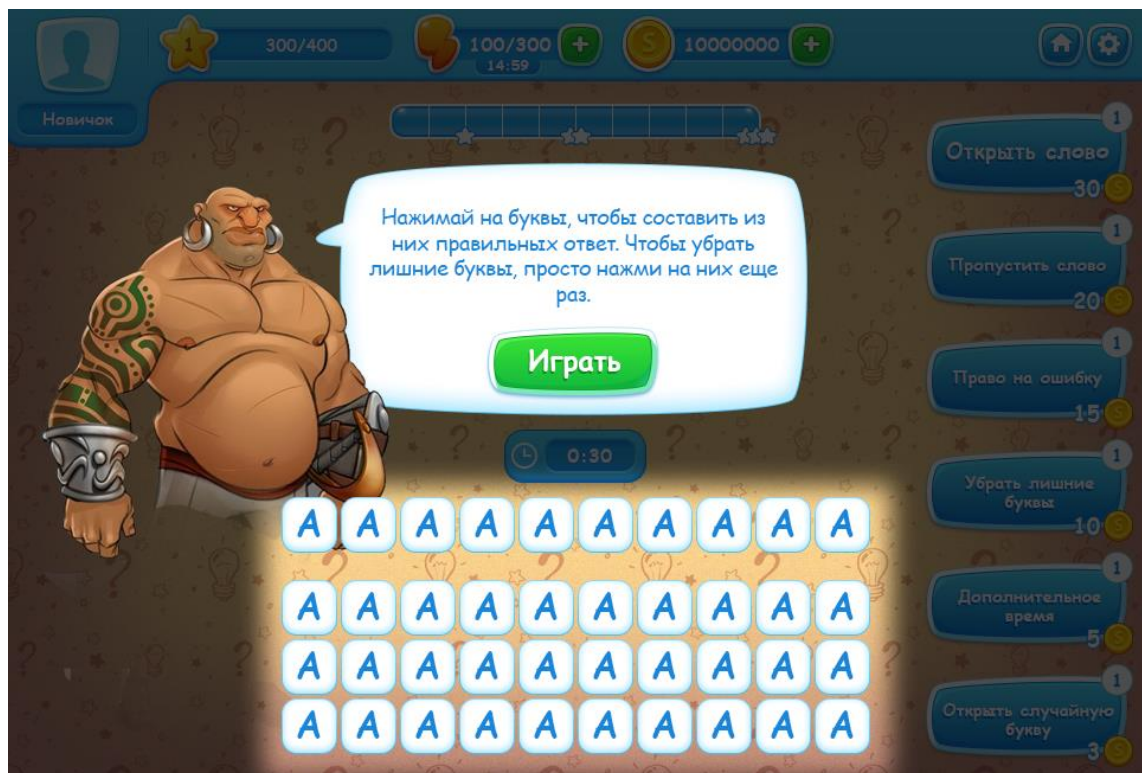 1
300/400
100/300
14:59
S
10000000
Новичок
Нажимай на буквы, чтобы составить из
них правильных ответ. Чтобы убрать
лишние буквы, просто нажми на них еще
раз.
Играть
0:30
А А А А А А А А А А
А А А А А А А А А А
А А А А А А А А А А
А А А А А А А А А А
1
Открыть слово
30 S
1
Пропустить слово
20 S
1
Право на ошибку
15 S
1
Убрать лишние
буквы
10 S
1
Дополнительное
время
5 S
1
Открыть случайную
букву
3 S